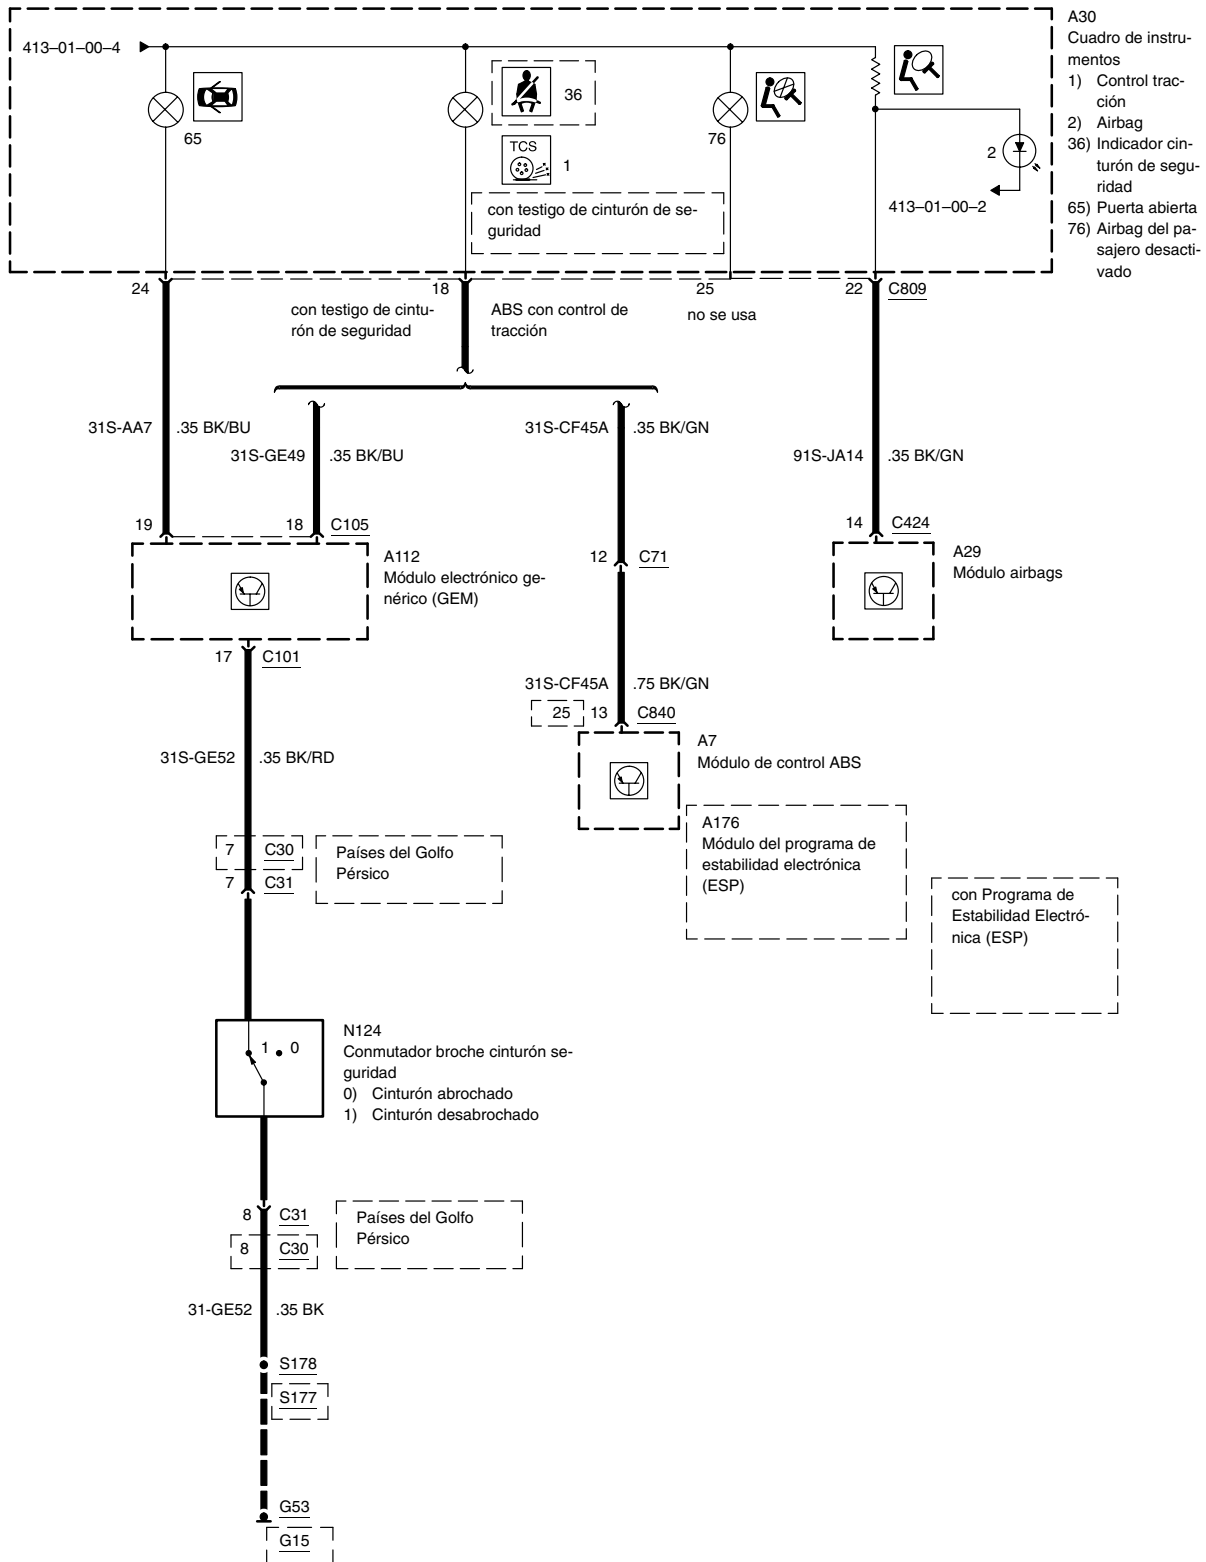 413–01–00–4
65
36
TCS
1
76
2
413–01–00–2
con testigo de cinturón de se-
guridad
A30
Cuadro de instru-
mentos
1) Control trac-
ción
2) Airbag
36) Indicador cin-
turón de segu-
ridad
65) Puerta abierta
76) Airbag del pa-
sajero desacti-
vado
24
18
25
22
C809
con testigo de cintu-
rón de seguridad
ABS con control de
tracción
no se usa
31S-AA7
.35 BK/BU
31S-GE49
.35 BK/BU
31S-CF45A
.35 BK/GN
91S-JA14
.35 BK/GN
19
18
C105
14
C424
A112
Módulo electrónico ge-
nérico (GEM)
12
C71
A29
Módulo airbags
17
C101
31S-CF45A
.75 BK/GN
25
13
C840
A7
Módulo de control ABS
31S-GE52
.35 BK/RD
A176
Módulo del programa de
estabilidad electrónica
(ESP)
con Programa de
Estabilidad Electró-
nica (ESP)
7
C30
7
C31
Países del Golfo
Pérsico
1
0
N124
Conmutador broche cinturón se-
guridad
0) Cinturón abrochado
1) Cinturón desabrochado
8
C31
8
C30
Países del Golfo
Pérsico
31-GE52
.35 BK
S178
S177
G53
G15